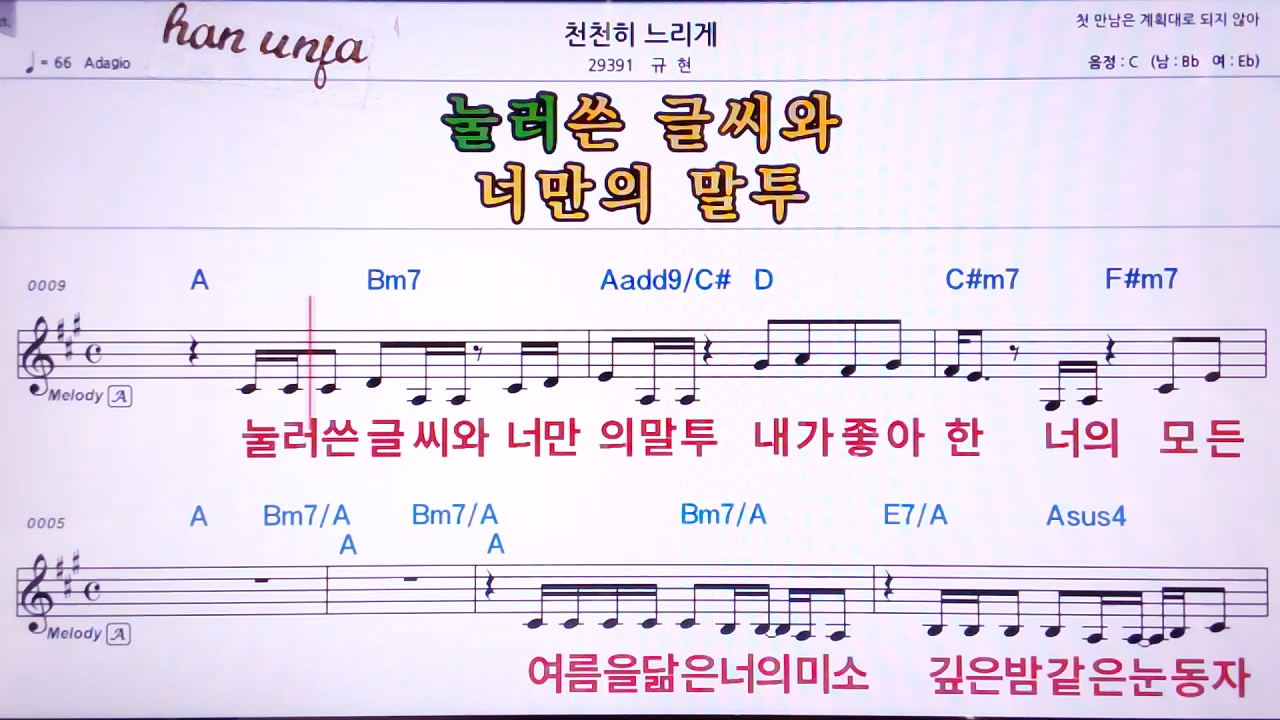 han unfa
천천히 느리게
첫 만남은 계획대로 되지 않아
♩= 66 Adagio
29391 규 현
음정 : C (남 : Bb 여 : Eb)
눌러쓴 글씨와
너만의 말투
0009 A Bm7 Aadd9/C# D C#m7 F#m7
Melody A
눌러쓴 글 씨와 너만 의말투 내가좋아 한 너의 모든
0005 A Bm7/A Bm7/A Bm7/A E7/A Asus4
A A
Melody A
여름을닮은너의미소 깊은밤같은눈동자